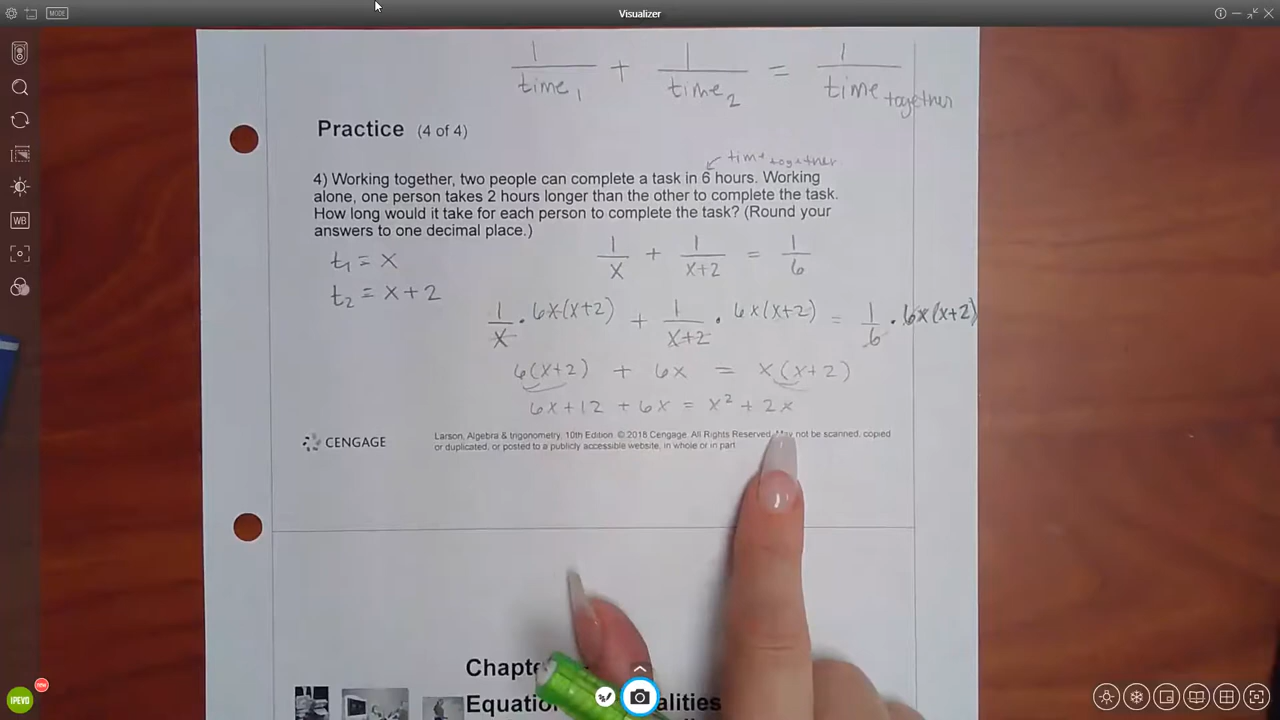 MODE
Visualizer
1/time₁ + 1/time₂ = 1/time together
Practice (4 of 4)
time together
4) Working together, two people can complete a task in 6 hours. Working
alone, one person takes 2 hours longer than the other to complete the task.
How long would it take for each person to complete the task? (Round your
answers to one decimal place.)
t₁ = x
1/x + 1/(x+2) = 1/6
t₂ = x + 2
1/x · 6x(x+2) + 1/(x+2) · 6x(x+2) = 1/6 · 6x(x+2)
6(x+2) + 6x = x(x+2)
6x+12 + 6x = x² + 2x
CENGAGE
Larson, Algebra & trigonometry, 10th Edition. © 2018 Cengage. All Rights Reserved. May not be scanned, copied
or duplicated, or posted to a publicly accessible website, in whole or in part.
WB
IPEVO
new